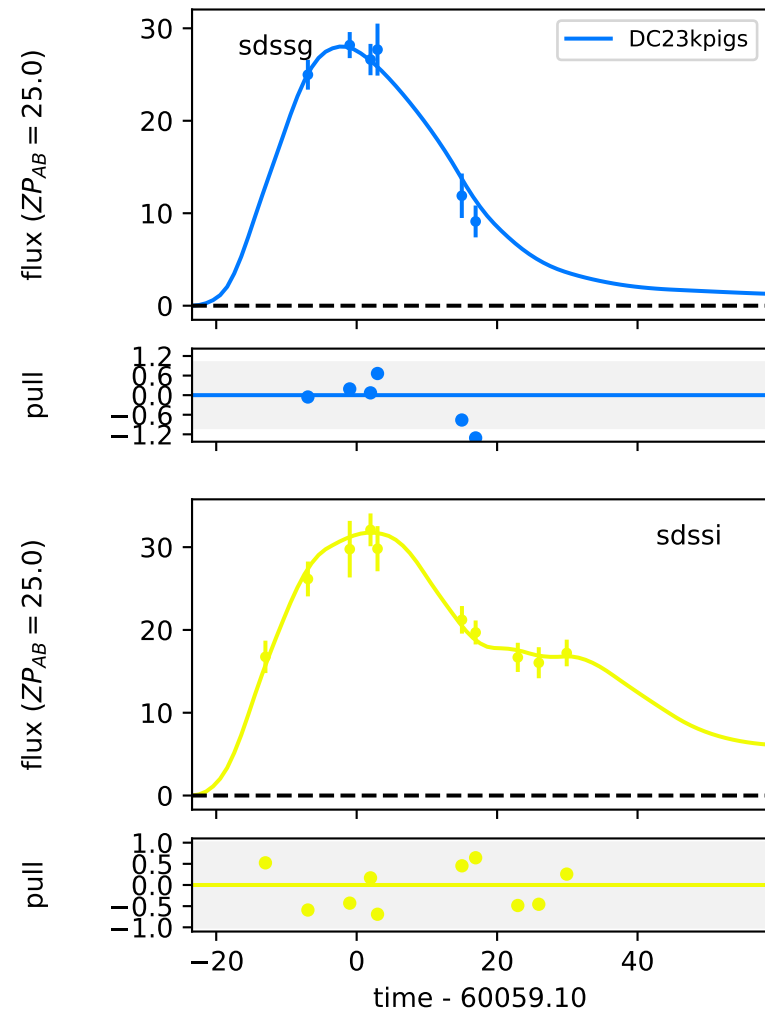 30
20
10
0
flux (ZP_AB = 25.0)
sdssg
DC23kpigs
1.2
0.6
0.0
−0.6
−1.2
pull
30
20
10
0
flux (ZP_AB = 25.0)
sdssi
1.0
0.5
0.0
−0.5
−1.0
pull
−20 0 20 40
time - 60059.10